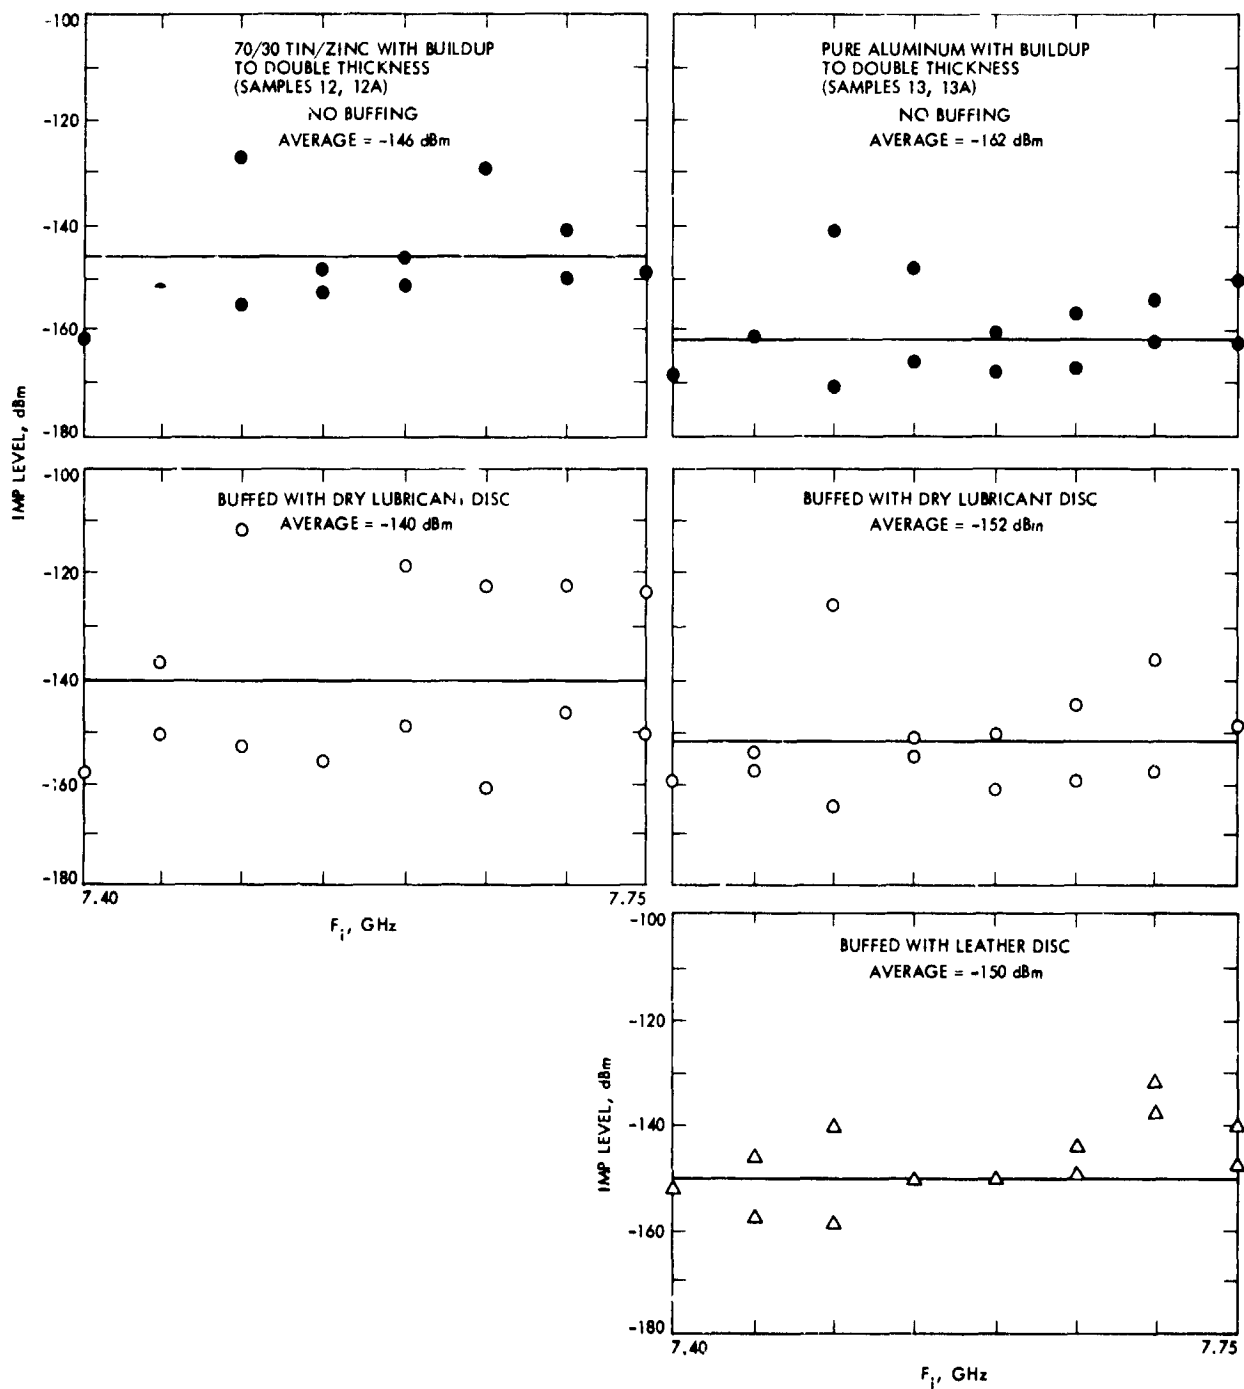 -100
70/30 TIN/ZINC WITH BUILDUP
TO DOUBLE THICKNESS
(SAMPLES 12, 12A)
NO BUFFING
AVERAGE = -146 dBm
-120
-140
-160
-180
PURE ALUMINUM WITH BUILDUP
TO DOUBLE THICKNESS
(SAMPLES 13, 13A)
NO BUFFING
AVERAGE = -162 dBm
IMP LEVEL, dBm
-100
BUFFED WITH DRY LUBRICANT DISC
AVERAGE = -140 dBm
-120
-140
-160
-180
7.40
7.75
F_i, GHz
BUFFED WITH DRY LUBRICANT DISC
AVERAGE = -152 dBm
-100
BUFFED WITH LEATHER DISC
AVERAGE = -150 dBm
-120
-140
-160
-180
IMP LEVEL, dBm
7.40
7.75
F_i, GHz